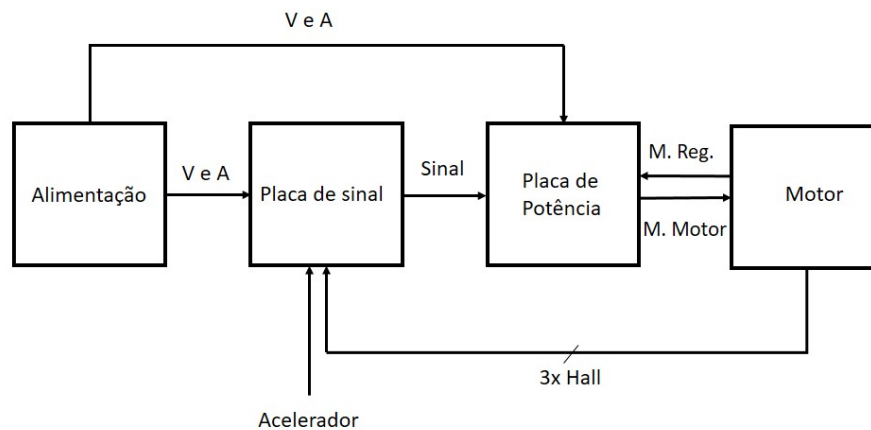 V e A
Alimentação
V e A
Placa de sinal
Sinal
Placa de
Potência
M. Reg.
M. Motor
Motor
3x Hall
Acelerador